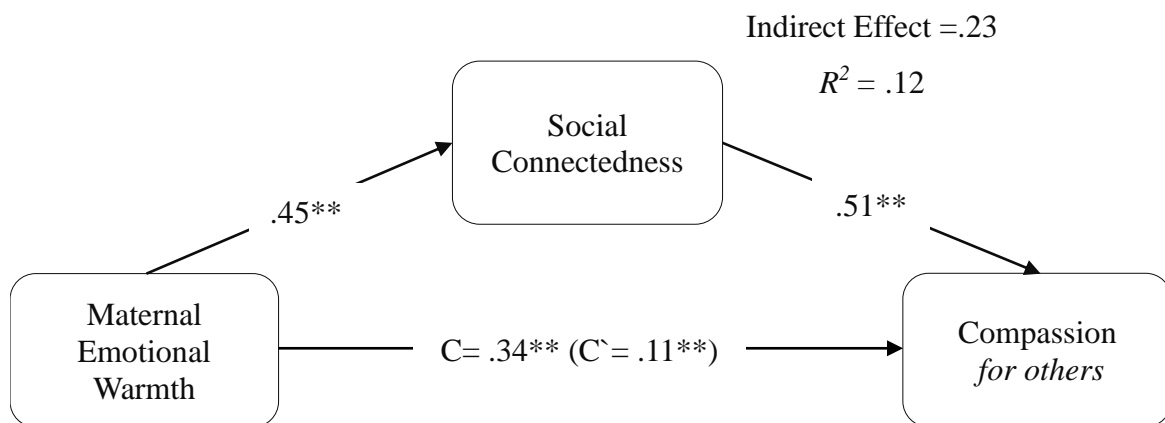 Indirect Effect =.23
R² = .12
Social
Connectedness
.45**
.51**
Maternal
Emotional
Warmth
C= .34** (C`= .11**)
Compassion
for others